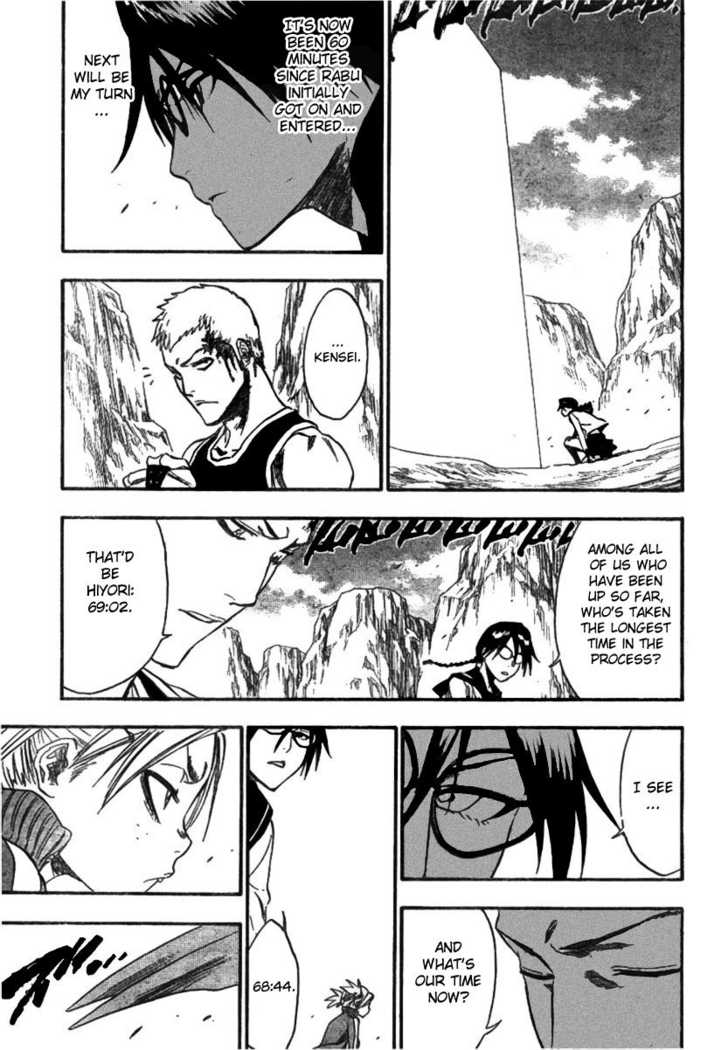 IT'S NOW
BEEN 60
MINUTES
SINCE RABU
INITIALLY
GOT ON AND
ENTERED...
NEXT
WILL BE
MY TURN
...
...
KENSEI.
AMONG ALL
OF US WHO
HAVE BEEN
UP SO FAR,
WHO'S TAKEN
THE LONGEST
TIME IN THE
PROCESS?
THAT'D
BE
HIYORI:
69:02.
I SEE
...
AND
WHAT'S
OUR TIME
NOW?
68:44.